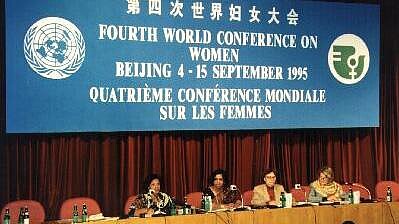 第四次世界妇女大会
FOURTH WORLD CONFERENCE ON
WOMEN
BEIJING 4 - 15 SEPTEMBER 1995
QUATRIÈME CONFÉRENCE MONDIALE
SUR LES FEMMES